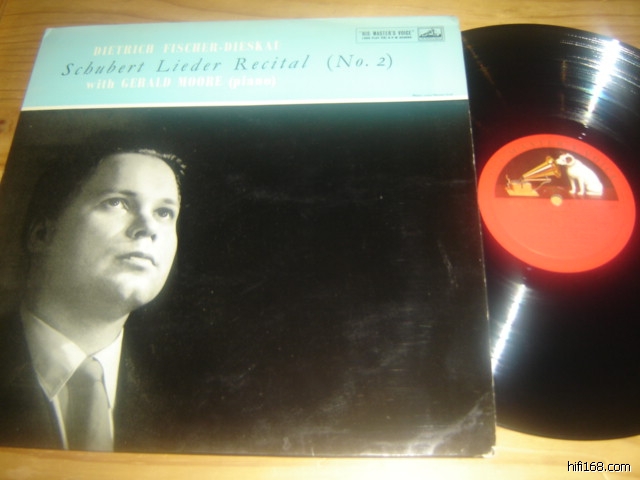 "HIS MASTER'S VOICE"
DIETRICH FISCHER-DIESKAU
Schubert Lieder Recital (No. 2)
with GERALD MOORE (piano)
hifi168.com